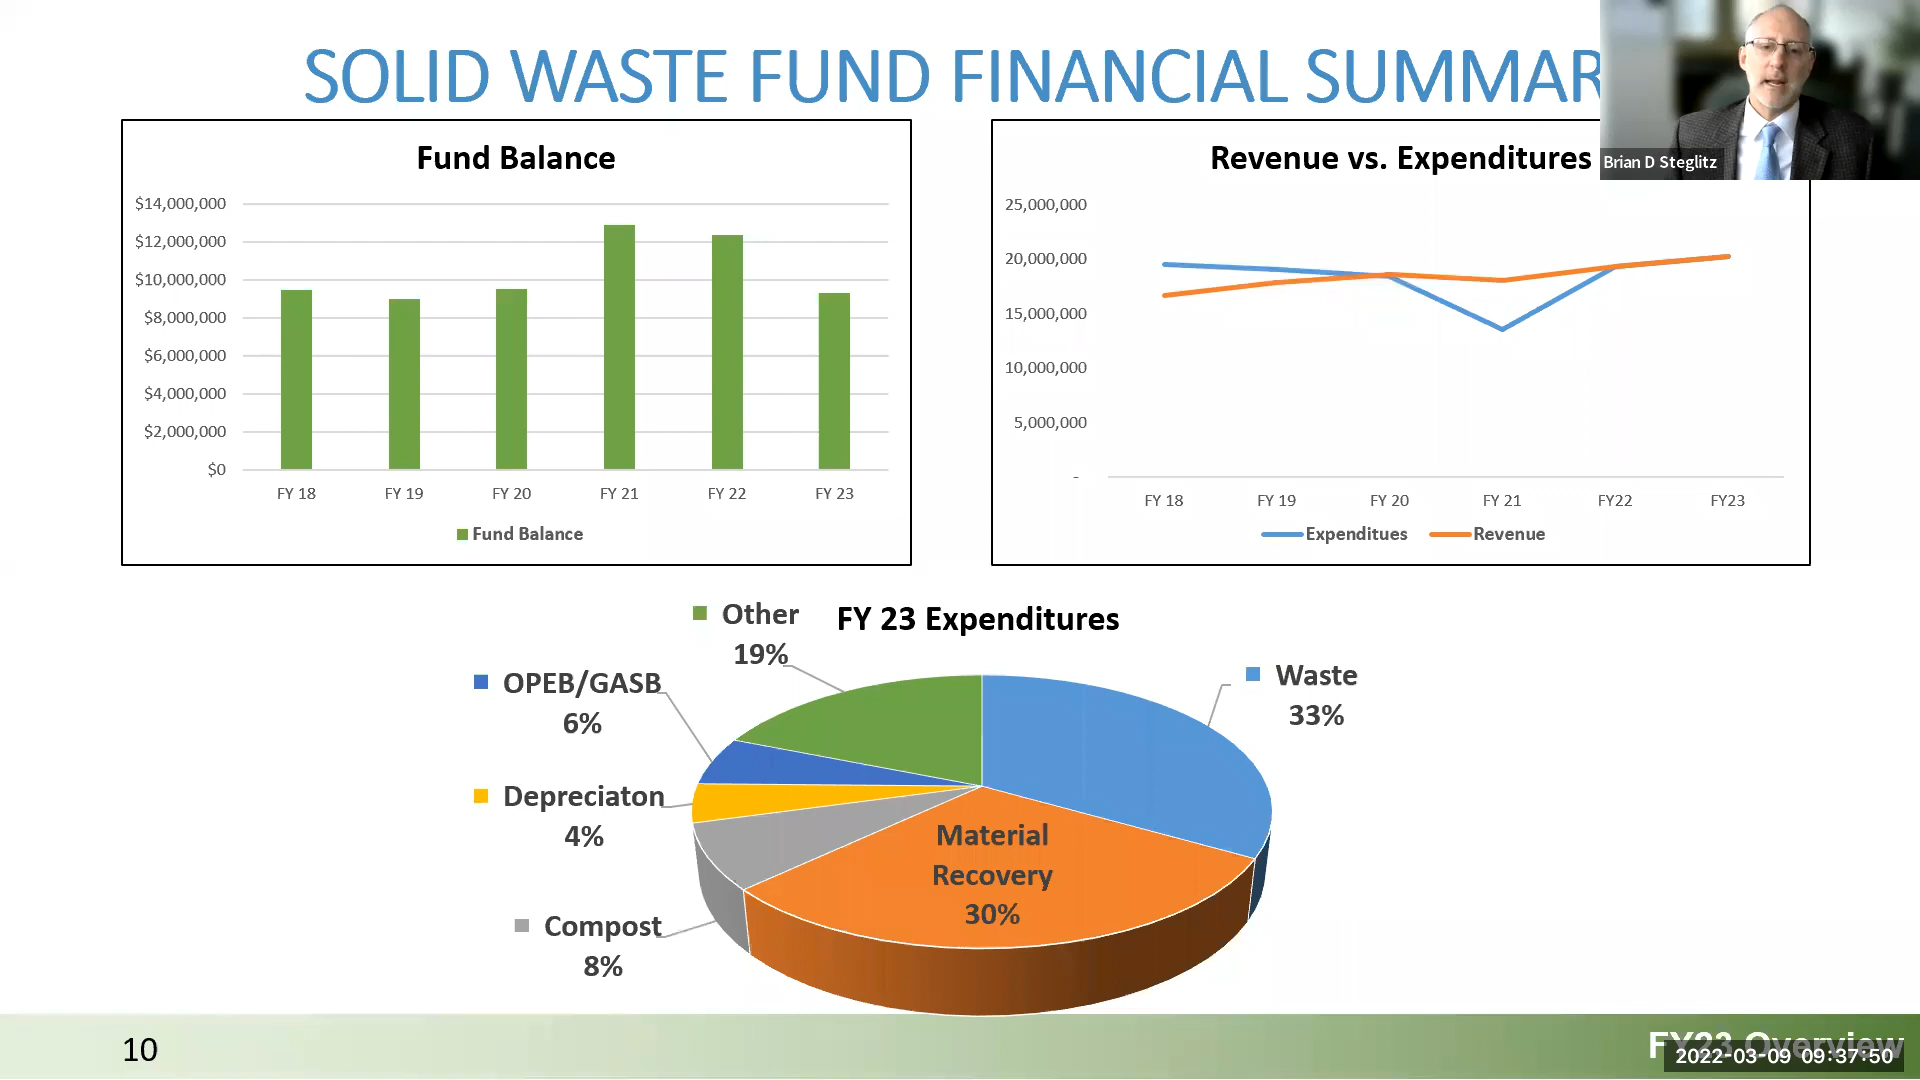 SOLID WASTE FUND FINANCIAL SUMMAR
Brian D Steglitz
Fund Balance
$14,000,000
$12,000,000
$10,000,000
$8,000,000
$6,000,000
$4,000,000
$2,000,000
$0
FY 18 FY 19 FY 20 FY 21 FY 22 FY 23
Fund Balance
Revenue vs. Expenditures
25,000,000
20,000,000
15,000,000
10,000,000
5,000,000
-
FY 18 FY 19 FY 20 FY 21 FY22 FY23
Expenditues Revenue
FY 23 Expenditures
Other
19%
OPEB/GASB
6%
Depreciaton
4%
Compost
8%
Waste
33%
Material
Recovery
30%
10
FY23 Overview
2022-03-09 09:37:50